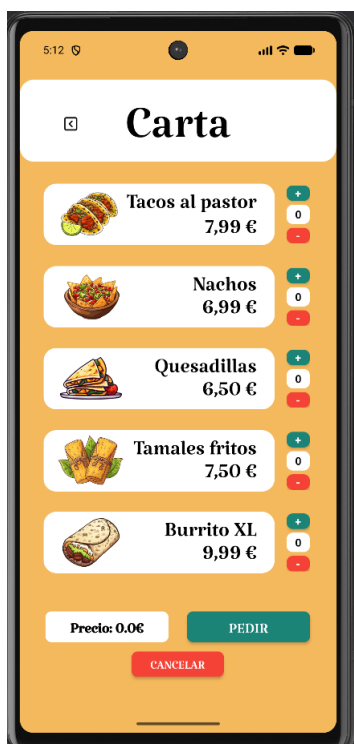 5:12
Carta
Tacos al pastor
7,99 €
+
0
-
Nachos
6,99 €
+
0
-
Quesadillas
6,50 €
+
0
-
Tamales fritos
7,50 €
+
0
-
Burrito XL
9,99 €
+
0
-
Precio: 0.0€
PEDIR
CANCELAR